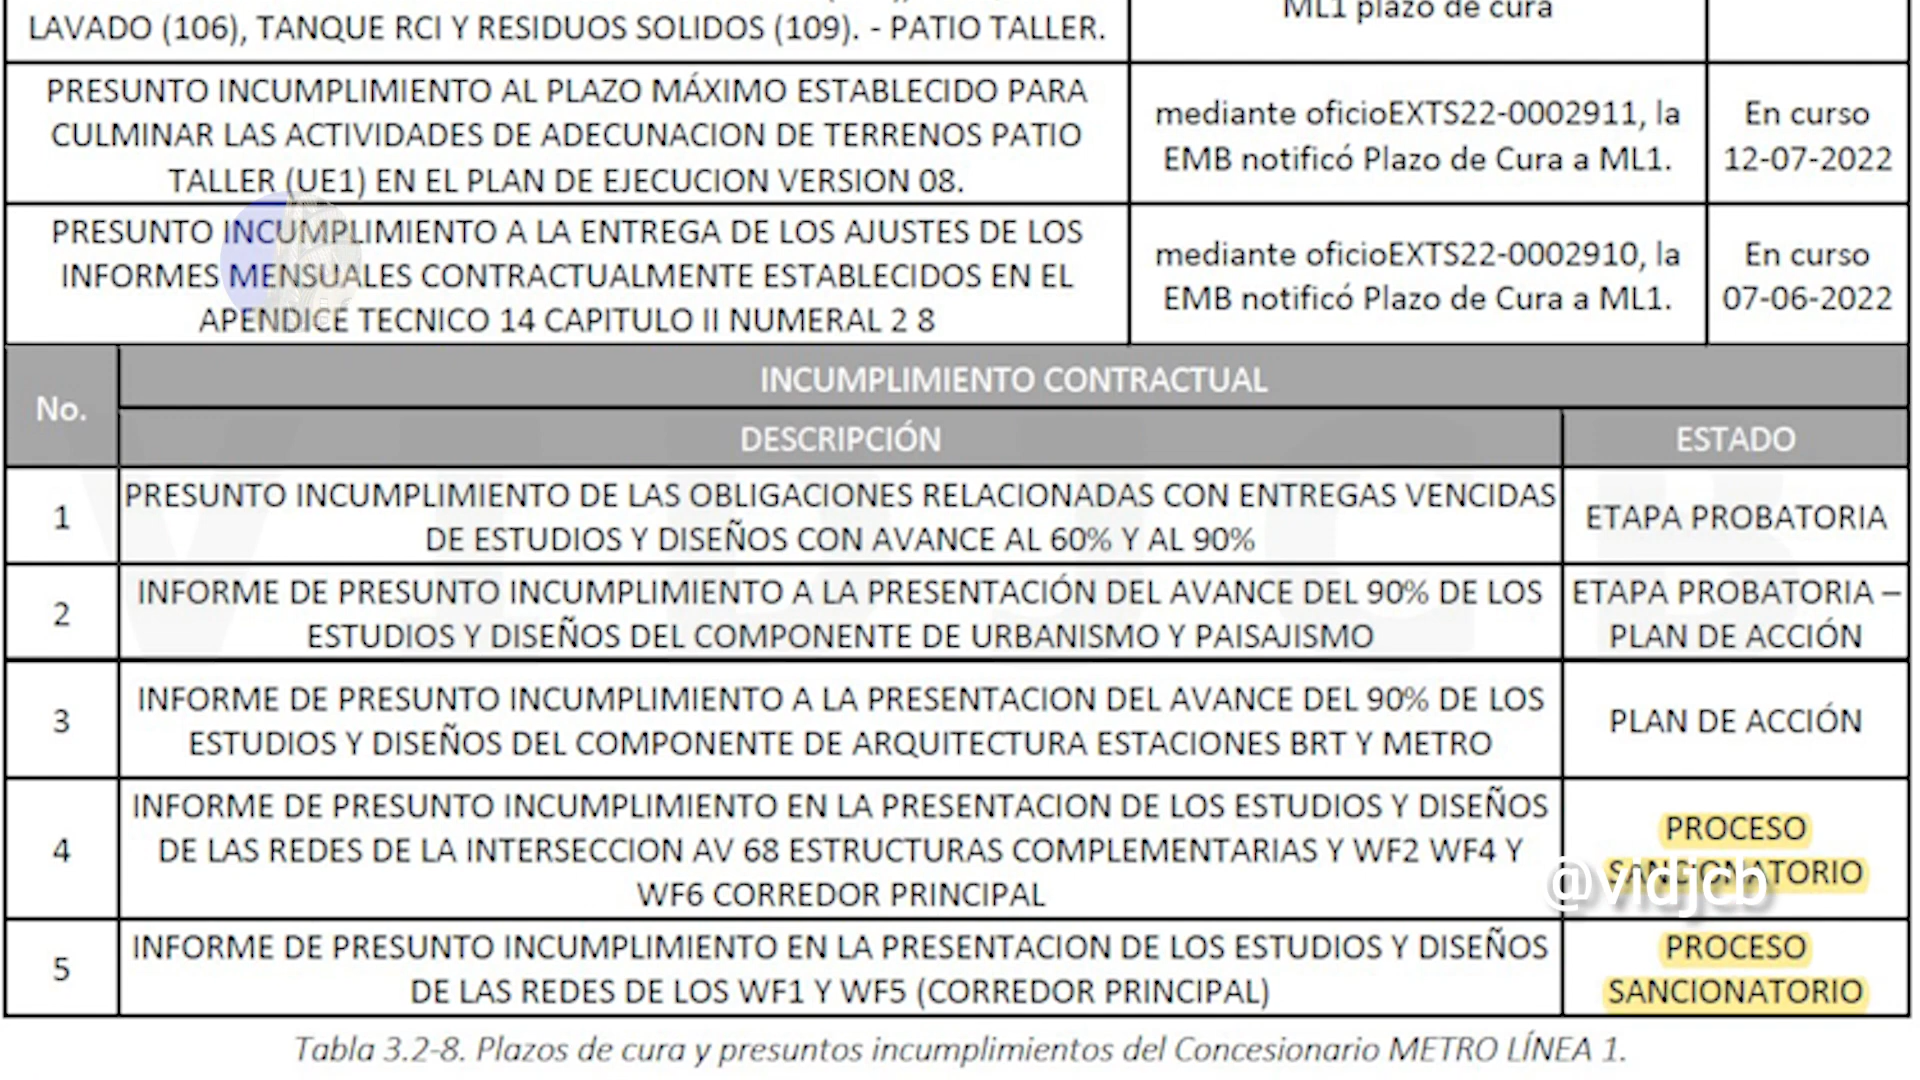 LAVADO (106), TANQUE RCI Y RESIDUOS SOLIDOS (109). - PATIO TALLER.
ML1 plazo de cura
PRESUNTO INCUMPLIMIENTO AL PLAZO MÁXIMO ESTABLECIDO PARA
CULMINAR LAS ACTIVIDADES DE ADECUNACION DE TERRENOS PATIO
TALLER (UE1) EN EL PLAN DE EJECUCION VERSION 08.
mediante oficioEXTS22-0002911, la
EMB notificó Plazo de Cura a ML1.
En curso
12-07-2022
PRESUNTO INCUMPLIMIENTO A LA ENTREGA DE LOS AJUSTES DE LOS
INFORMES MENSUALES CONTRACTUALMENTE ESTABLECIDOS EN EL
APENDICE TECNICO 14 CAPITULO II NUMERAL 2 8
mediante oficioEXTS22-0002910, la
EMB notificó Plazo de Cura a ML1.
En curso
07-06-2022
No.
INCUMPLIMIENTO CONTRACTUAL
DESCRIPCIÓN
ESTADO
1
PRESUNTO INCUMPLIMIENTO DE LAS OBLIGACIONES RELACIONADAS CON ENTREGAS VENCIDAS
DE ESTUDIOS Y DISEÑOS CON AVANCE AL 60% Y AL 90%
ETAPA PROBATORIA
2
INFORME DE PRESUNTO INCUMPLIMIENTO A LA PRESENTACIÓN DEL AVANCE DEL 90% DE LOS
ESTUDIOS Y DISEÑOS DEL COMPONENTE DE URBANISMO Y PAISAJISMO
ETAPA PROBATORIA –
PLAN DE ACCIÓN
3
INFORME DE PRESUNTO INCUMPLIMIENTO A LA PRESENTACION DEL AVANCE DEL 90% DE LOS
ESTUDIOS Y DISEÑOS DEL COMPONENTE DE ARQUITECTURA ESTACIONES BRT Y METRO
PLAN DE ACCIÓN
4
INFORME DE PRESUNTO INCUMPLIMIENTO EN LA PRESENTACION DE LOS ESTUDIOS Y DISEÑOS
DE LAS REDES DE LA INTERSECCION AV 68 ESTRUCTURAS COMPLEMENTARIAS Y WF2 WF4 Y
WF6 CORREDOR PRINCIPAL
PROCESO
SANCIONATORIO
@vidjcb
5
INFORME DE PRESUNTO INCUMPLIMIENTO EN LA PRESENTACION DE LOS ESTUDIOS Y DISEÑOS
DE LAS REDES DE LOS WF1 Y WF5 (CORREDOR PRINCIPAL)
PROCESO
SANCIONATORIO
Tabla 3.2-8. Plazos de cura y presuntos incumplimientos del Concesionario METRO LÍNEA 1.